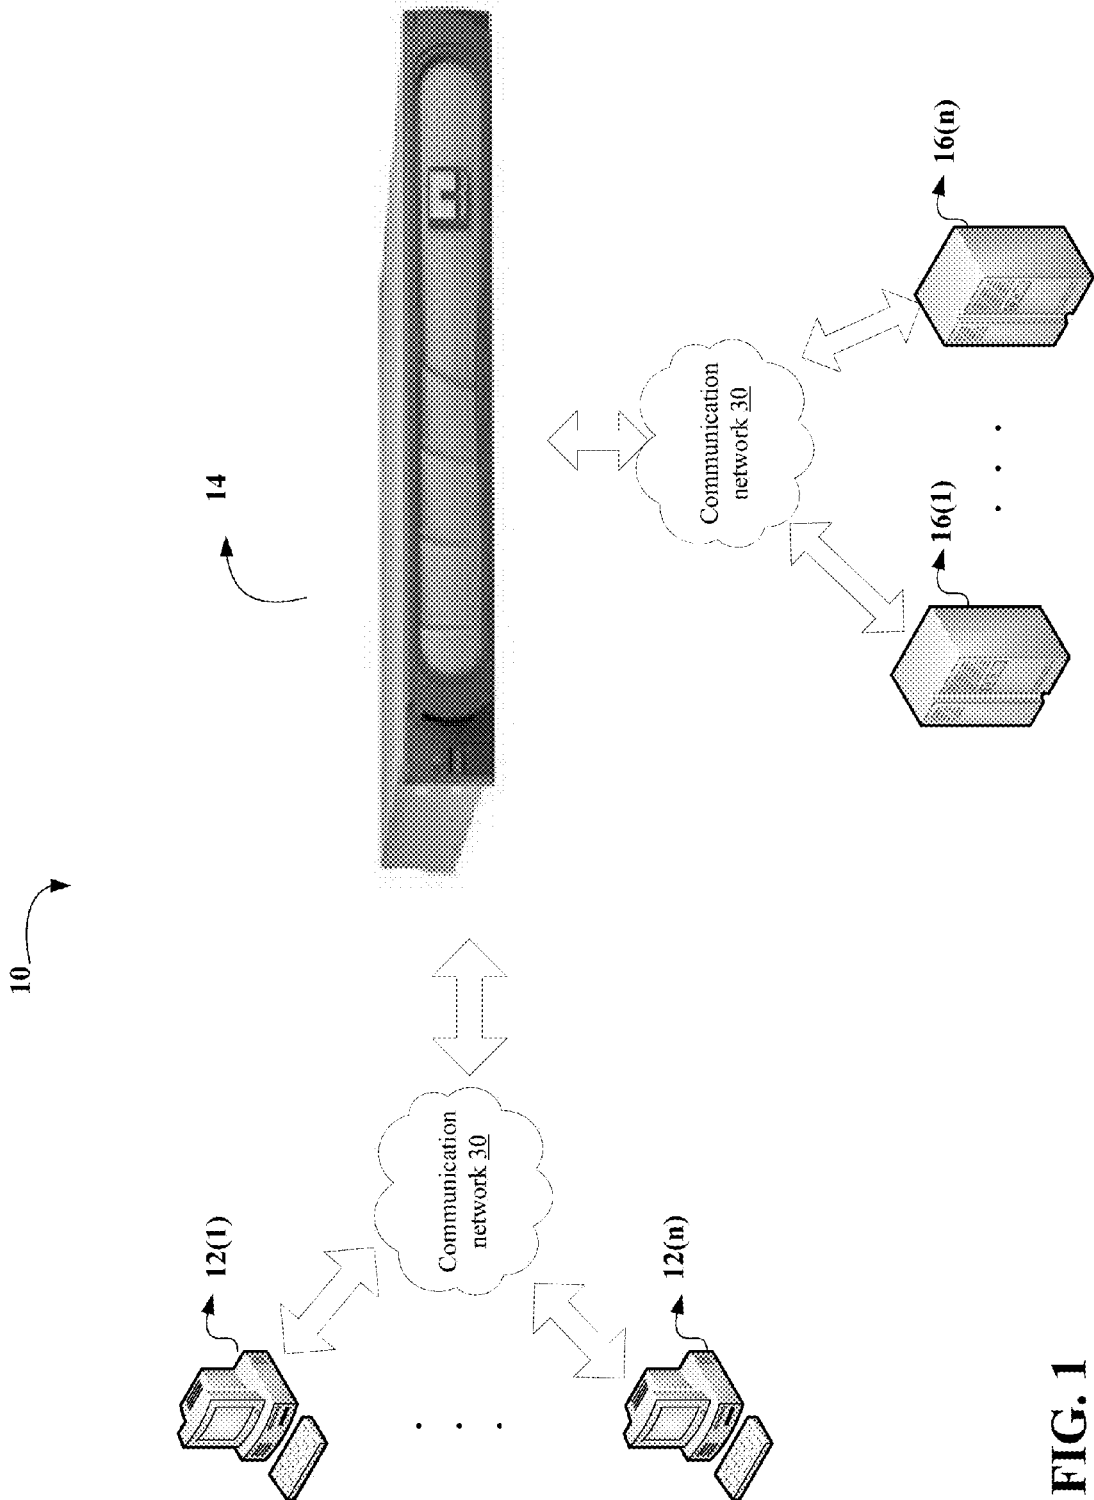 10
14
12(1)
Communication
network 30
12(n)
Communication
network 30
16(1)
16(n)
FIG. 1